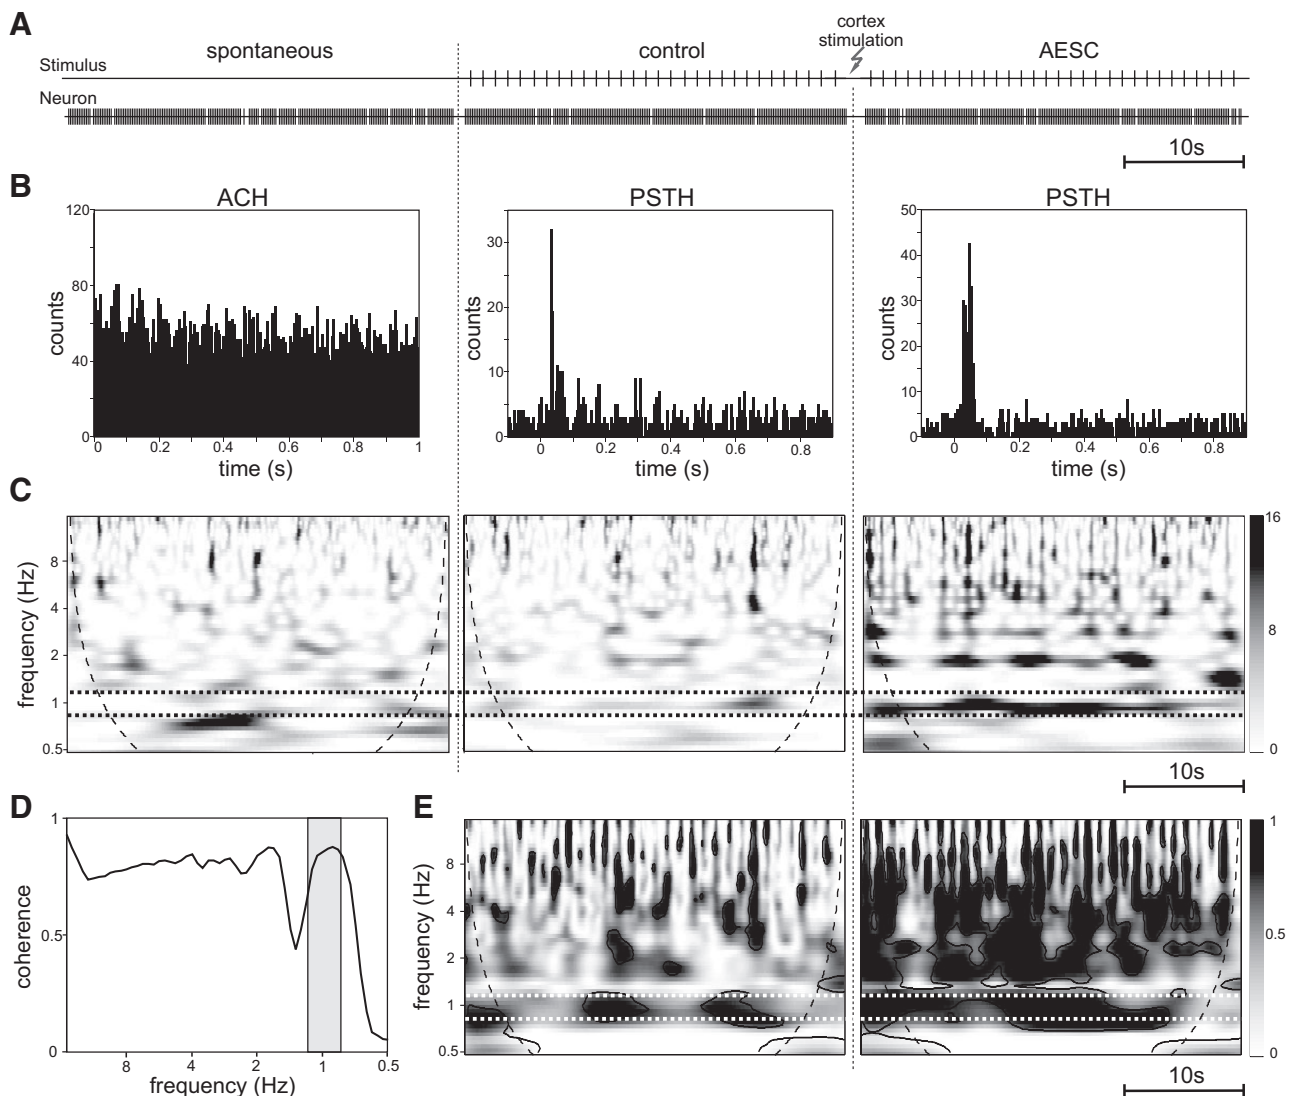 A
cortex
stimulation
spontaneous
control
AESC
Stimulus
Neuron
10s
B
ACH
PSTH
PSTH
120
80
40
0
counts
0 0.2 0.4 0.6 0.8 1
time (s)
30
20
10
0
counts
0 0.2 0.4 0.6 0.8
time (s)
50
40
30
20
10
0
counts
0 0.2 0.4 0.6 0.8
time (s)
C
8
4
2
1
0.5
frequency (Hz)
16
8
0
10s
D
1
0.5
0
coherence
8 4 2 1 0.5
frequency (Hz)
E
8
4
2
1
0.5
frequency (Hz)
1
0.5
0
10s